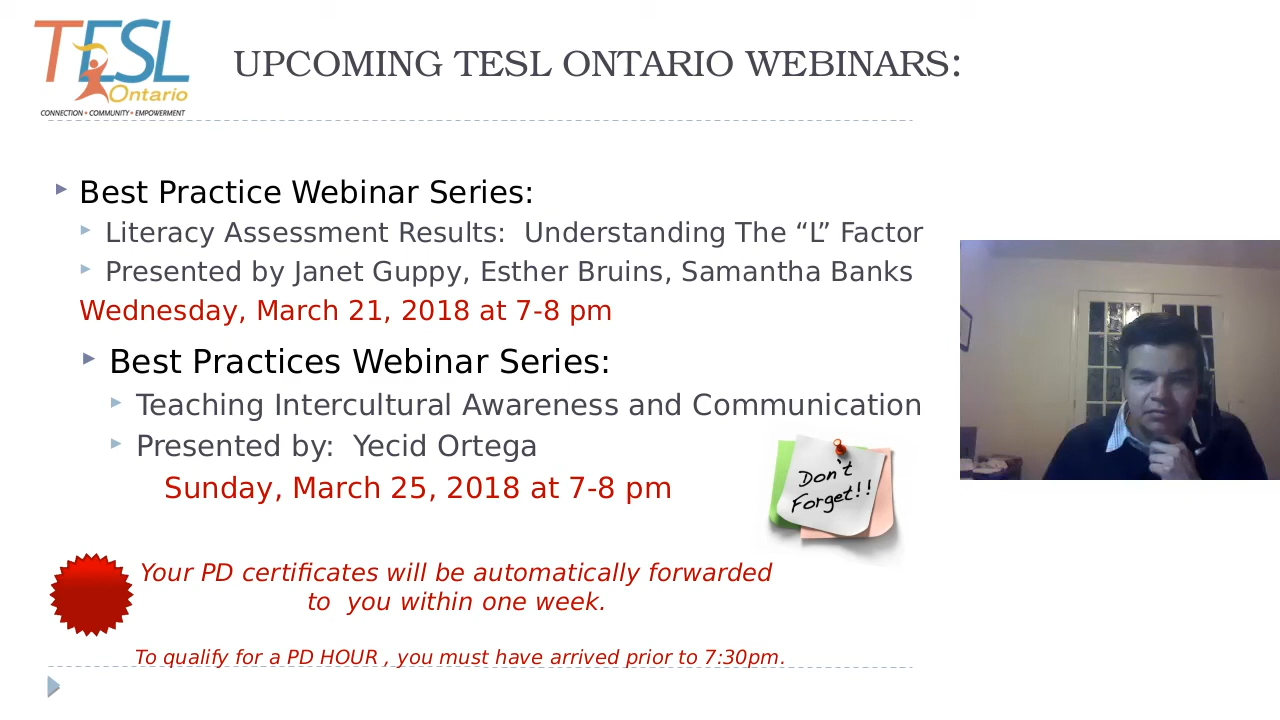 TESL
Ontario
CONNECTION • COMMUNITY • EMPOWERMENT
UPCOMING TESL ONTARIO WEBINARS:
Best Practice Webinar Series:
Literacy Assessment Results:  Understanding The “L” Factor
Presented by Janet Guppy, Esther Bruins, Samantha Banks
Wednesday, March 21, 2018 at 7-8 pm
Best Practices Webinar Series:
Teaching Intercultural Awareness and Communication
Presented by:  Yecid Ortega
Sunday, March 25, 2018 at 7-8 pm
Don't
Forget!!
Your PD certificates will be automatically forwarded
to  you within one week.
To qualify for a PD HOUR , you must have arrived prior to 7:30pm.